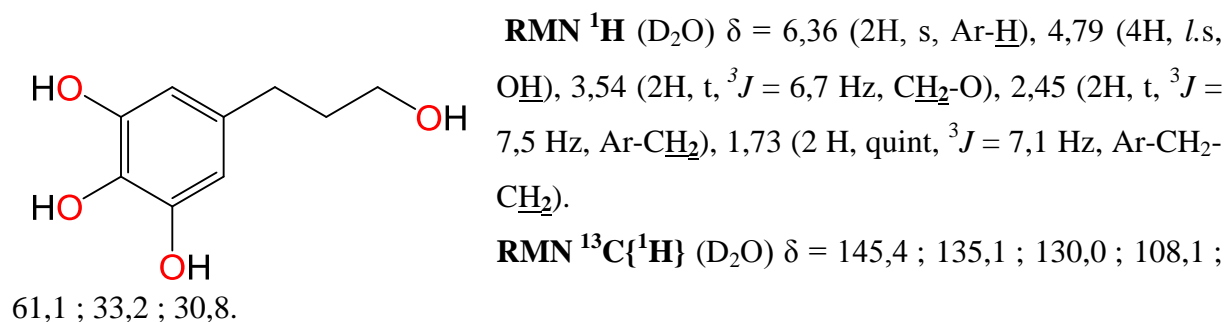 RMN ¹H (D₂O) δ = 6,36 (2H, s, Ar-H), 4,79 (4H, l.s,
OH), 3,54 (2H, t, ³J = 6,7 Hz, CH₂-O), 2,45 (2H, t, ³J =
7,5 Hz, Ar-CH₂), 1,73 (2 H, quint, ³J = 7,1 Hz, Ar-CH₂-
CH₂).
RMN ¹³C{¹H} (D₂O) δ = 145,4 ; 135,1 ; 130,0 ; 108,1 ;
61,1 ; 33,2 ; 30,8.
HO
OH
HO
OH